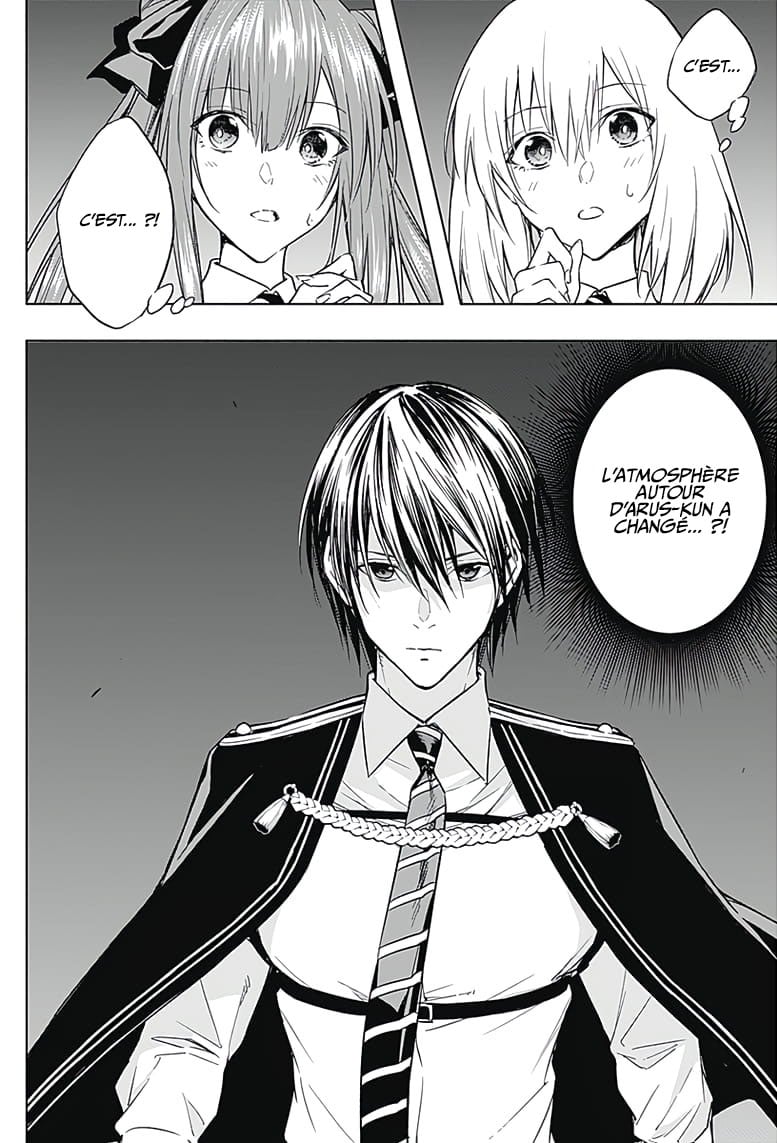 C'EST...
C'EST... ?!
L'ATMOSPHÈRE
AUTOUR
D'ARUS-KUN A
CHANGÉ... ?!